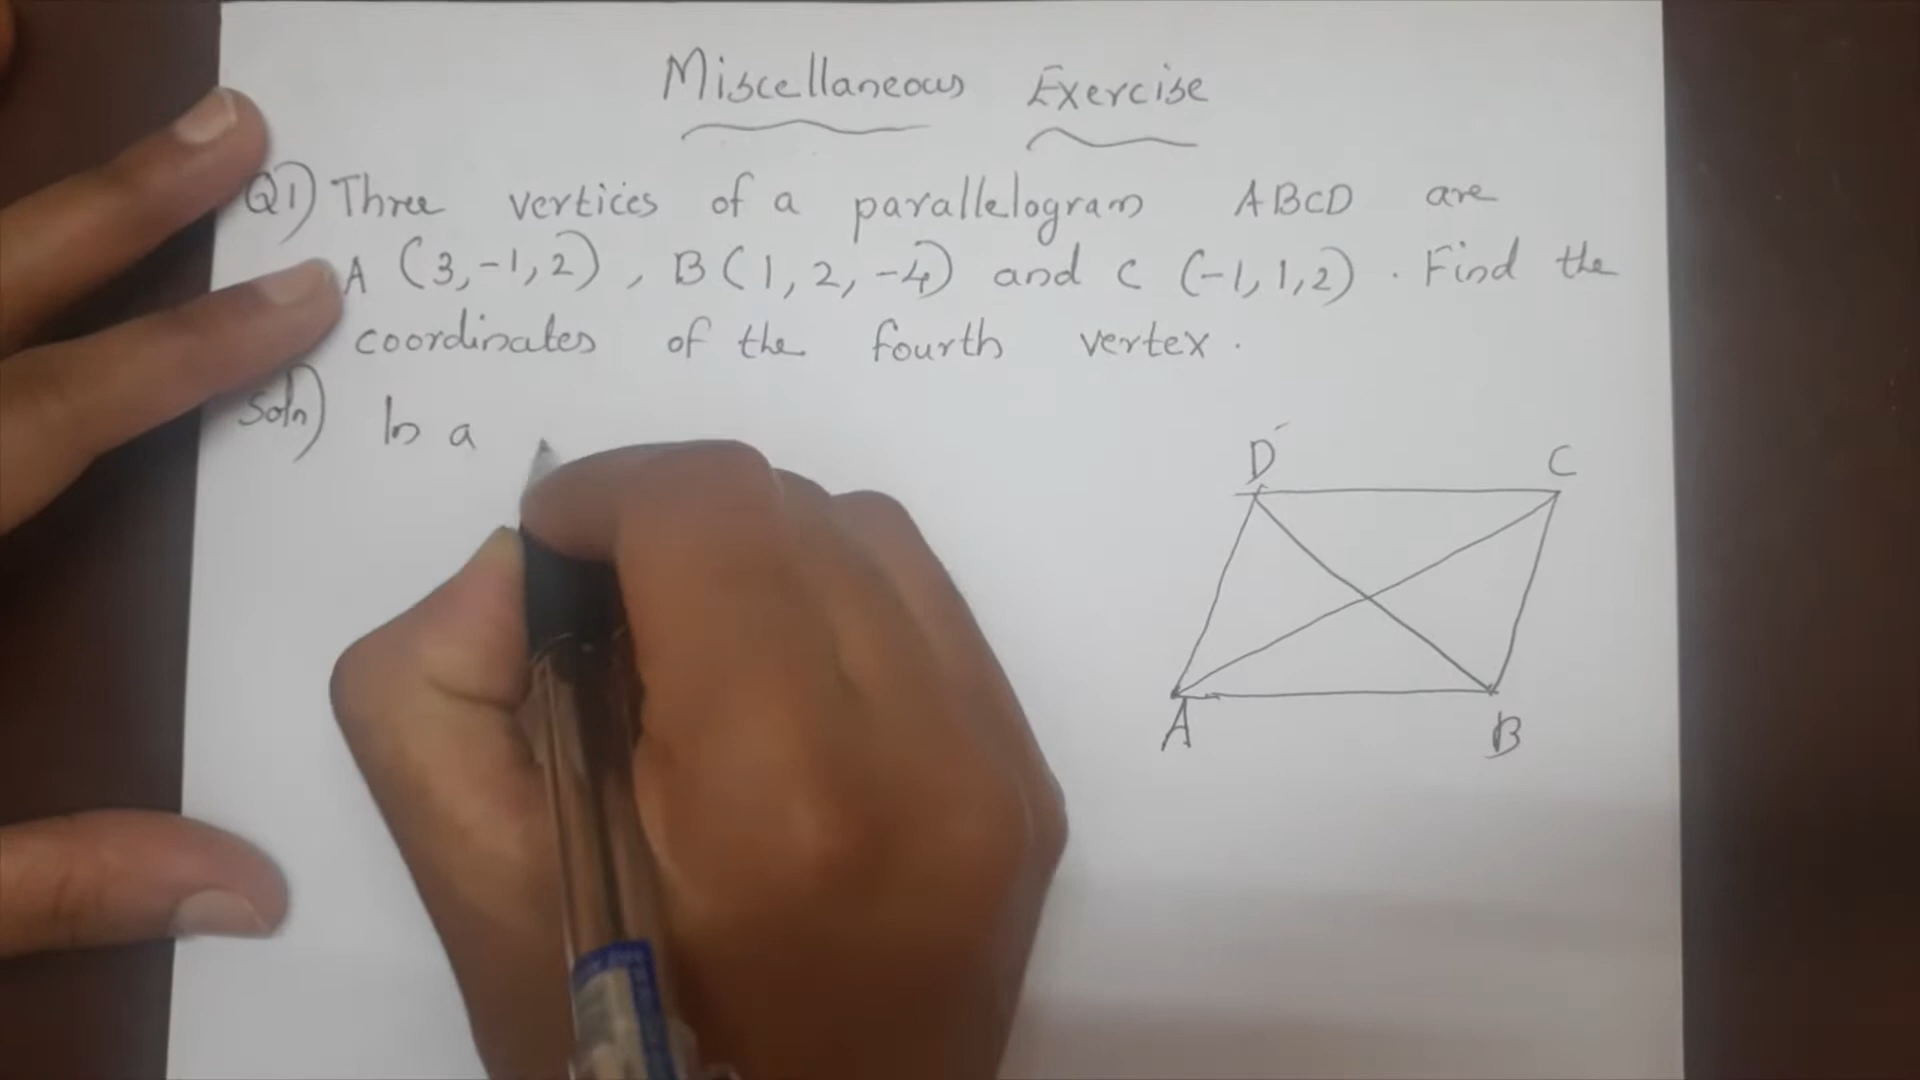 Miscellaneous Exercise
Q1) Three vertices of a parallelogram ABCD are
A (3,-1,2), B(1, 2, -4) and C (-1, 1, 2). Find the
coordinates of the fourth vertex.
Soln) In a
D C
A B